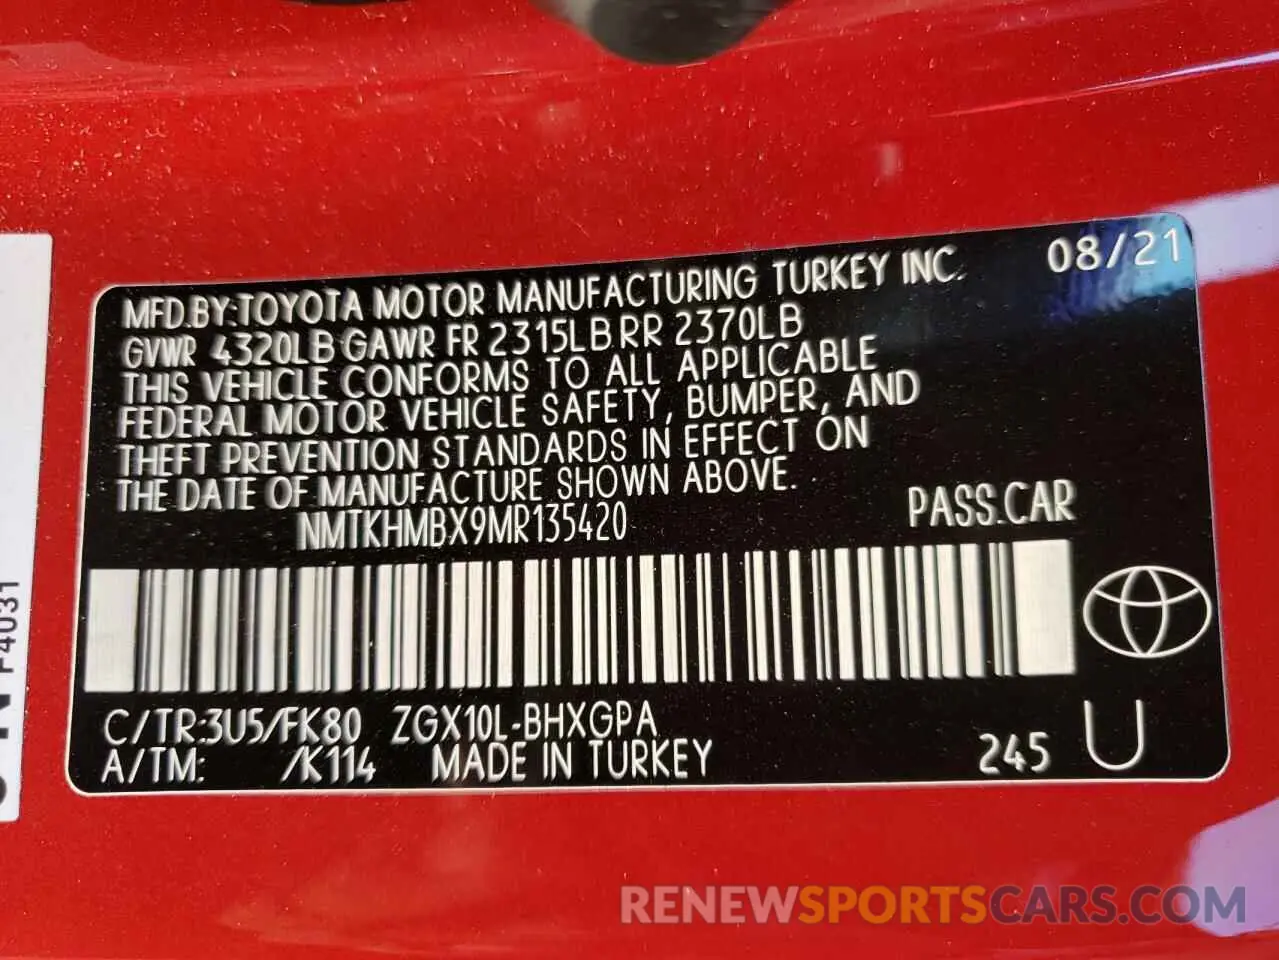 MFD.BY:TOYOTA MOTOR MANUFACTURING TURKEY INC. 08/21
GVWR 4320LB GAWR FR 2315LB RR 2370LB
THIS VEHICLE CONFORMS TO ALL APPLICABLE
FEDERAL MOTOR VEHICLE SAFETY, BUMPER, AND
THEFT PREVENTION STANDARDS IN EFFECT ON
THE DATE OF MANUFACTURE SHOWN ABOVE.
NMTKHMBX9MR135420 PASS.CAR
F4031
C/TR:3U5/FK80 ZGX10L-BHXGPA
A/TM: /K114 MADE IN TURKEY 245 U
RENEWSPORTSCARS.COM